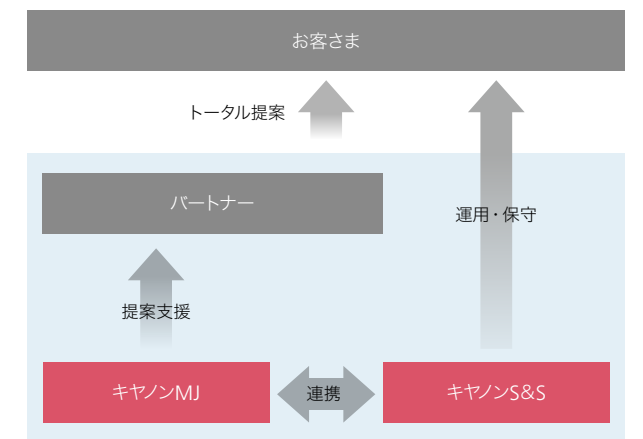 お客さま
トータル提案
パートナー
運用・保守
提案支援
キヤノンMJ
連携
キヤノンS&S